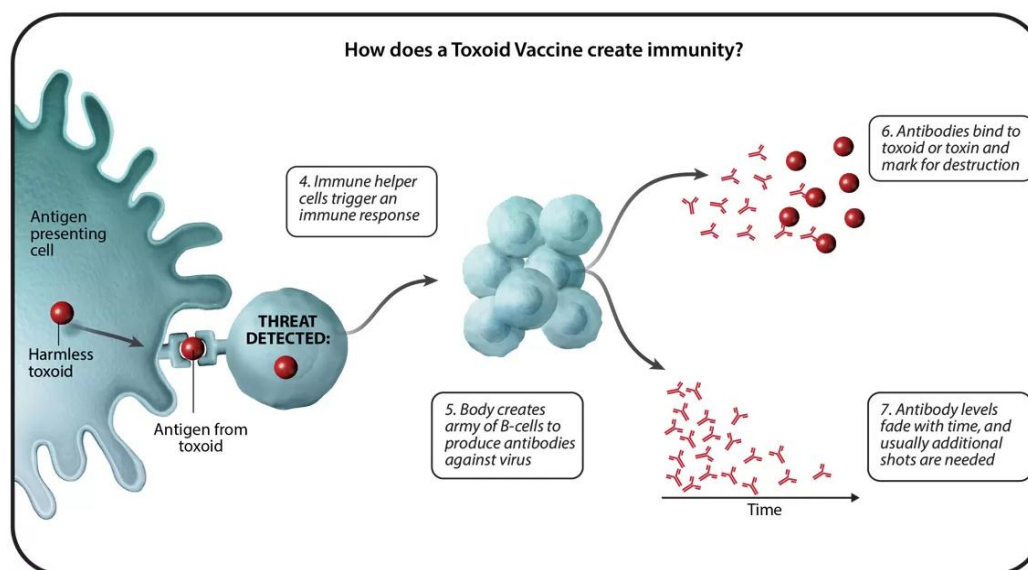 How does a Toxoid Vaccine create immunity?
Antigen
presenting
cell
Harmless
toxoid
Antigen from
toxoid
THREAT
DETECTED:
4. Immune helper
cells trigger an
immune response
5. Body creates
army of B-cells to
produce antibodies
against virus
6. Antibodies bind to
toxoid or toxin and
mark for destruction
7. Antibody levels
fade with time, and
usually additional
shots are needed
Time